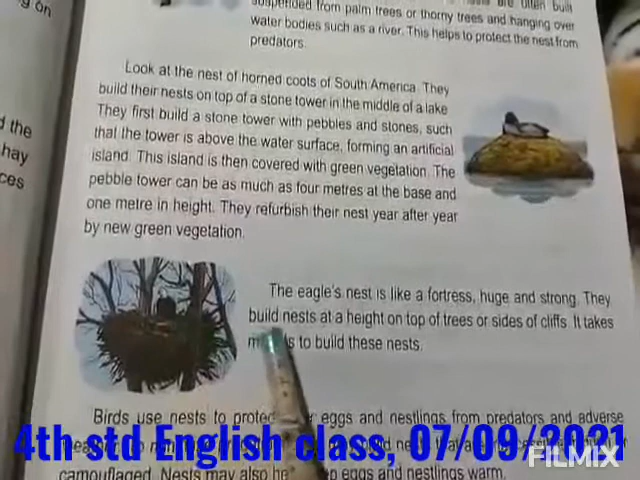 g on
suspended from palm trees or thorny trees and hanging over
water bodies such as a river. This helps to protect the nest from
predators.
Look at the nest of horned coots of South America. They
build their nests on top of a stone tower in the middle of a lake
They first build a stone tower with pebbles and stones, such
that the tower is above the water surface, forming an artificial
island. This island is then covered with green vegetation. The
pebble tower can be as much as four metres at the base and
one metre in height. They refurbish their nest year after year
by new green vegetation.
d the
hay
ces
The eagle's nest is like a fortress, huge and strong. They
build nests at a height on top of trees or sides of cliffs. It takes
to build these nests.
Birds use nests to protect eggs and nestlings from predators and adverse
4th std English class, 07/09/2021
camouflaged. Nests may also eggs and nestlings warm.
FILMIX